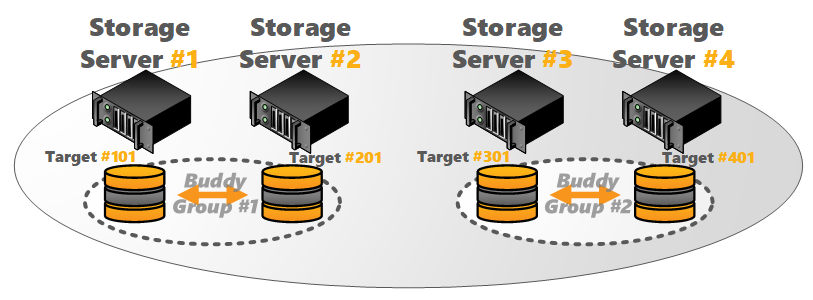 Storage
Server #1
Storage
Server #2
Storage
Server #3
Storage
Server #4
Target #101
Target #201
Target #301
Target #401
Buddy
Group #1
Buddy
Group #2